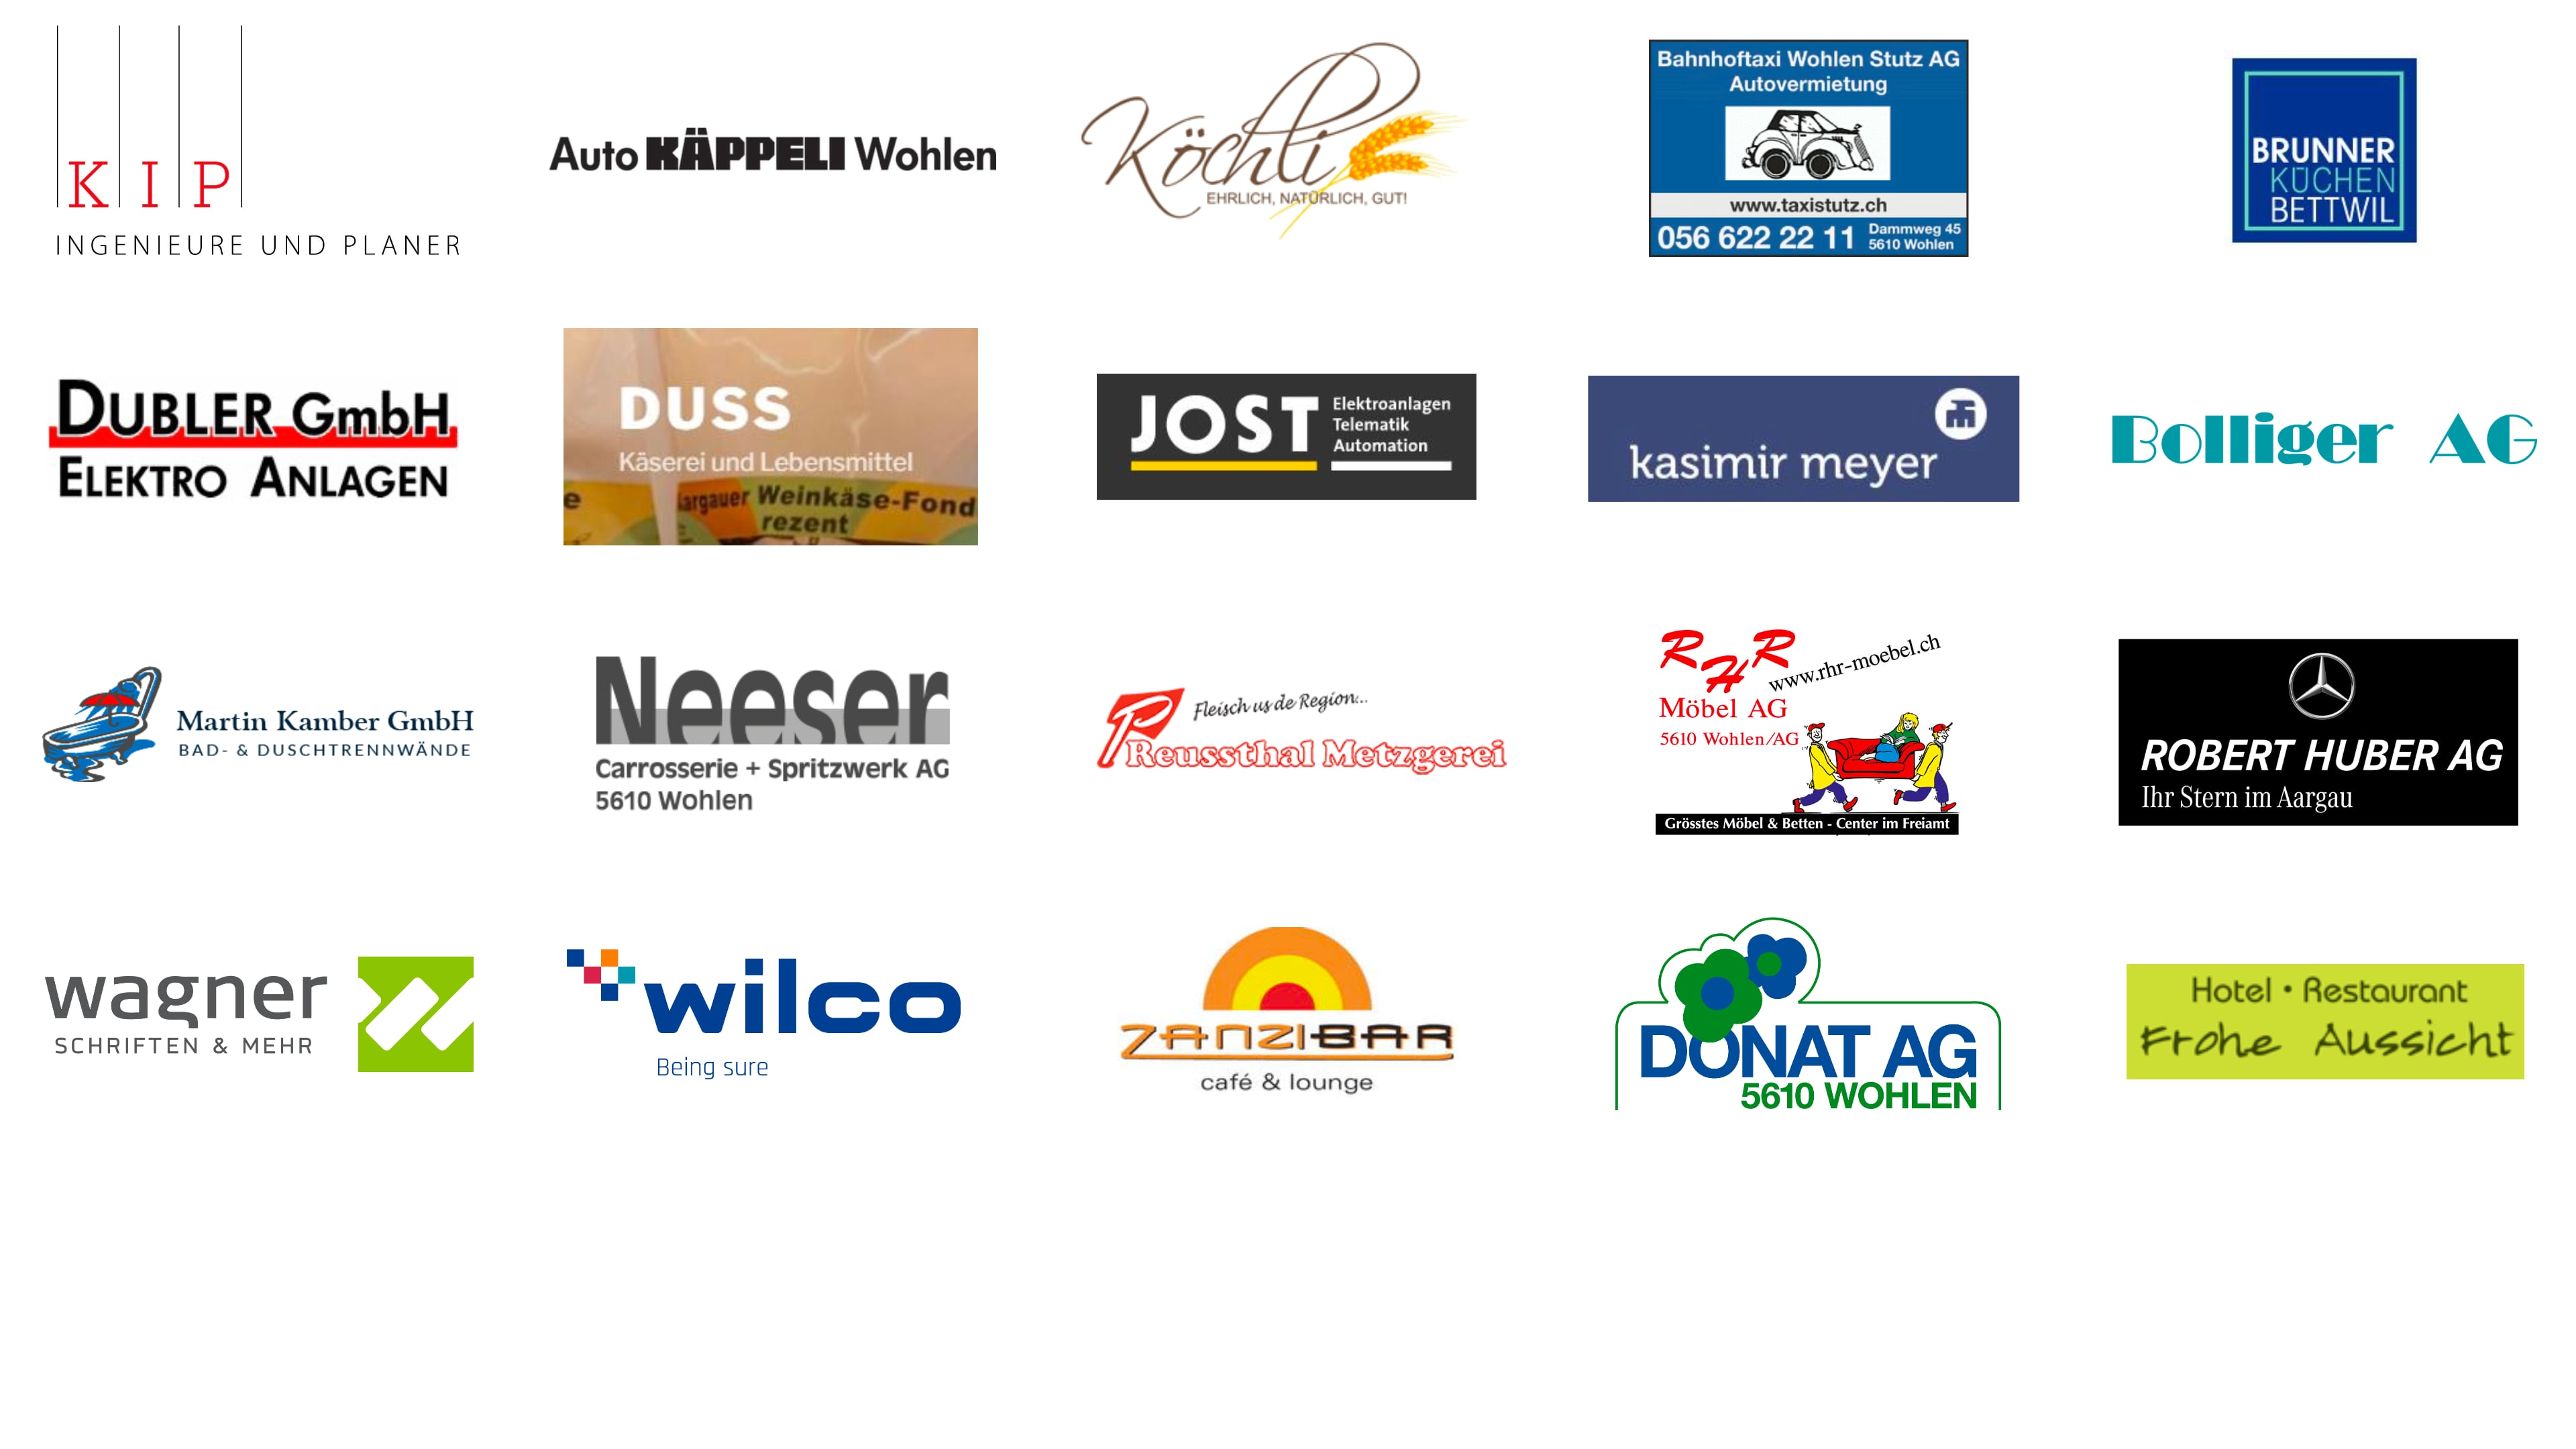 K I P
INGENIEURE UND PLANER
Auto KÄPPELI Wohlen
Köchli
EHRLICH, NATÜRLICH, GUT!
Bahnhoftaxi Wohlen Stutz AG
Autovermietung
www.taxistutz.ch
056 622 22 11
Dammweg 45
5610 Wohlen
BRUNNER
KÜCHEN
BETTWIL
DUBLER GmbH
ELEKTRO ANLAGEN
DUSS
Käserei und Lebensmittel
e argauer Weinkäse-Fond
rezent
JOST
Elektroanlagen
Telematik
Automation
kasimir meyer
Bolliger AG
Martin Kamber GmbH
BAD- & DUSCHTRENNWÄNDE
Neeser
Carrosserie + Spritzwerk AG
5610 Wohlen
Fleisch us de Region...
Reussthal Metzgerei
RHR
www.rhr-moebel.ch
Möbel AG
5610 Wohlen/AG
Grösstes Möbel & Betten - Center im Freiamt
ROBERT HUBER AG
Ihr Stern im Aargau
wagner
SCHRIFTEN & MEHR
wilco
Being sure
ZANZIBAR
café & lounge
DONAT AG
5610 WOHLEN
Hotel • Restaurant
Frohe Aussicht